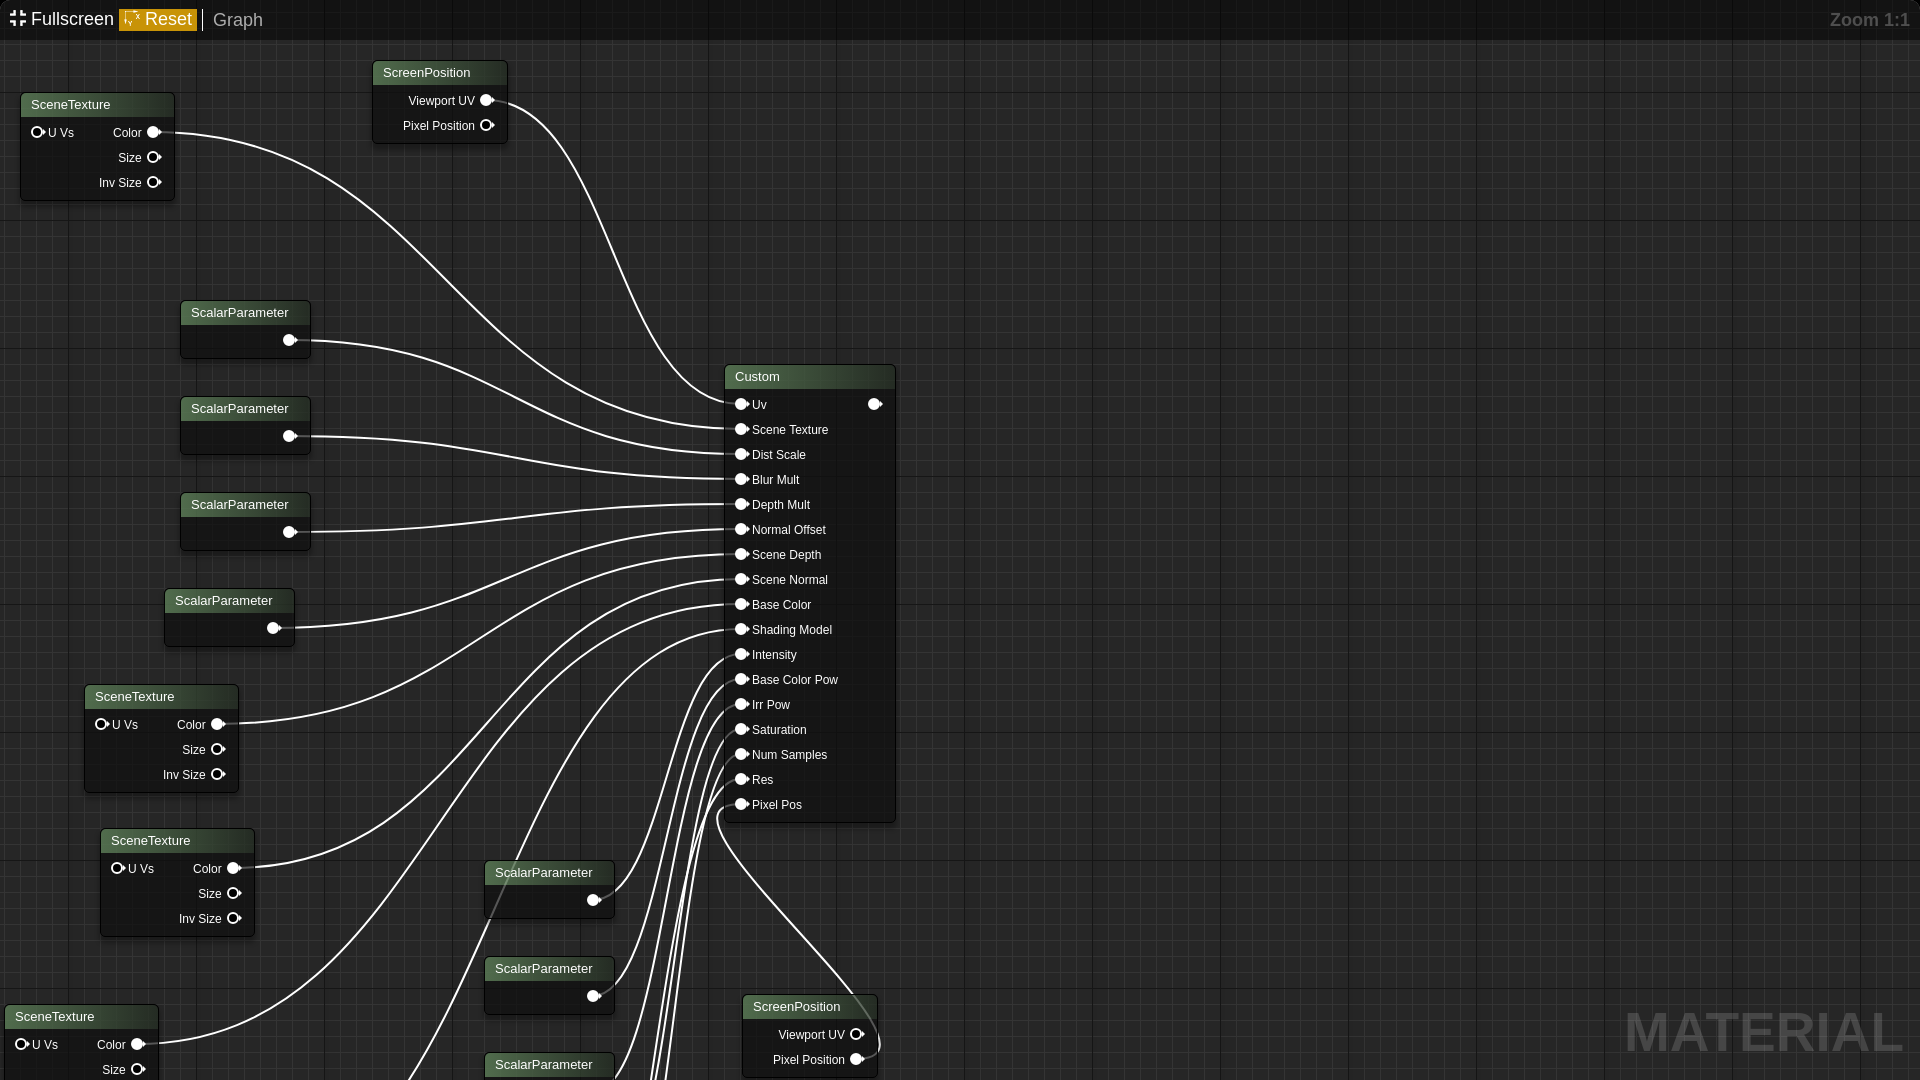 Fullscreen Reset Graph
Zoom 1:1
ScreenPosition
Viewport UV
Pixel Position
SceneTexture
U Vs Color
Size
Inv Size
ScalarParameter
ScalarParameter
ScalarParameter
ScalarParameter
SceneTexture
U Vs Color
Size
Inv Size
SceneTexture
U Vs Color
Size
Inv Size
SceneTexture
U Vs Color
Size
Custom
Uv
Scene Texture
Dist Scale
Blur Mult
Depth Mult
Normal Offset
Scene Depth
Scene Normal
Base Color
Shading Model
Intensity
Base Color Pow
Irr Pow
Saturation
Num Samples
Res
Pixel Pos
ScalarParameter
ScalarParameter
ScalarParameter
ScreenPosition
Viewport UV
Pixel Position
MATERIAL